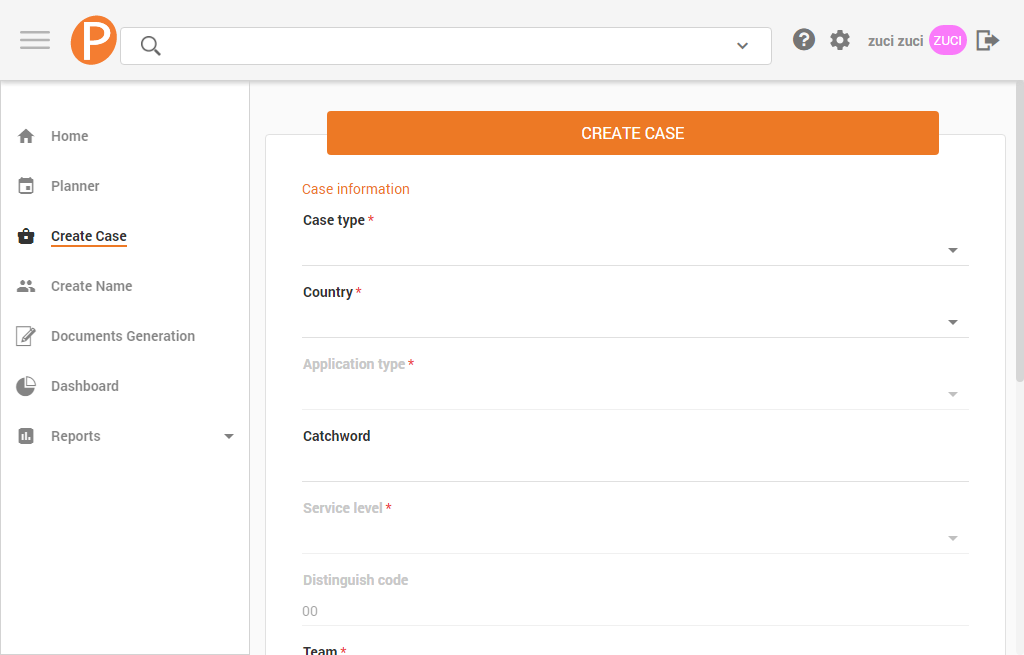 P
zuci zuci
ZUCI
Home
Planner
Create Case
Create Name
Documents Generation
Dashboard
Reports
CREATE CASE
Case information
Case type *
Country *
Application type *
Catchword
Service level *
Distinguish code
00
Team *